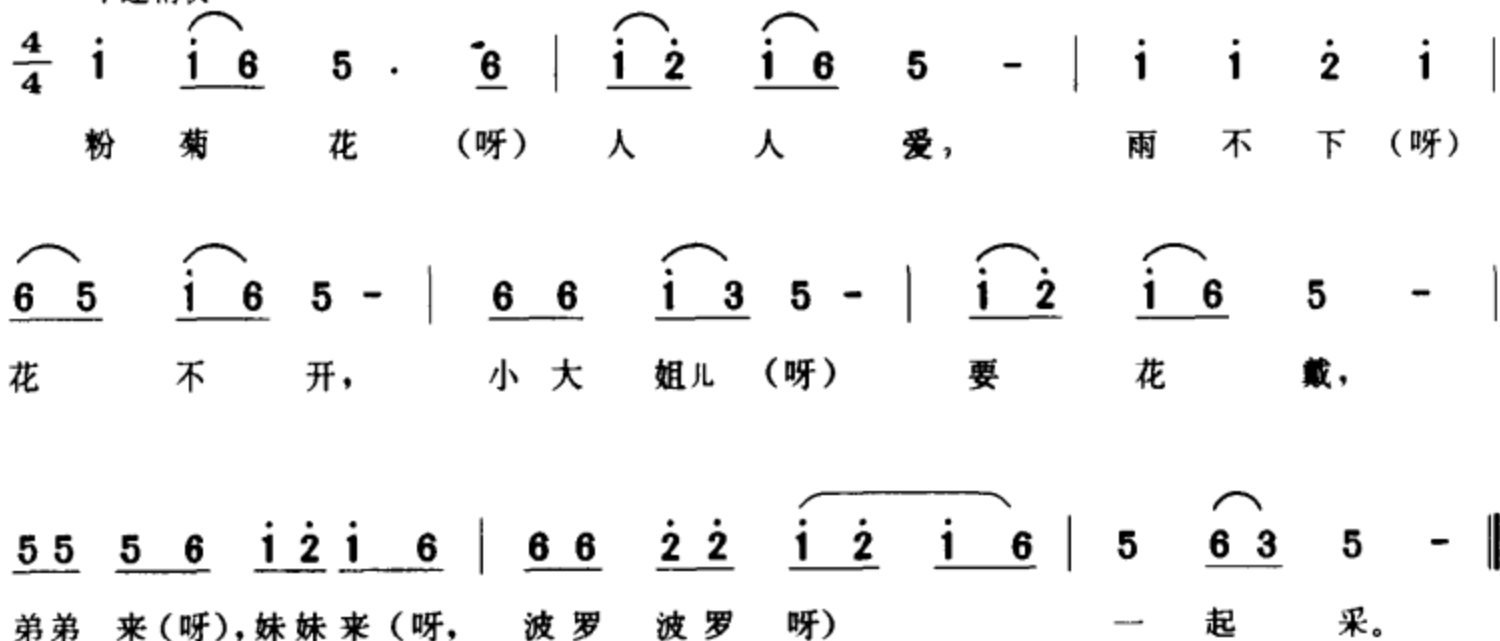 4/4 i i 6 5 · 6 | i 2 i 6 5 - | i i 2 i |
粉 菊 花 (呀) 人 人 爱, 雨 不 下 (呀)
6 5 i 6 5 - | 6 6 i 3 5 - | i 2 i 6 5 - |
花 不 开, 小 大 姐儿 (呀) 要 花 戴,
5 5 5 6 i 2 i 6 | 6 6 2 2 i 2 i 6 | 5 6 3 5 - ‖
弟弟 来(呀),妹妹来(呀, 波罗 波罗 呀) 一 起 采。